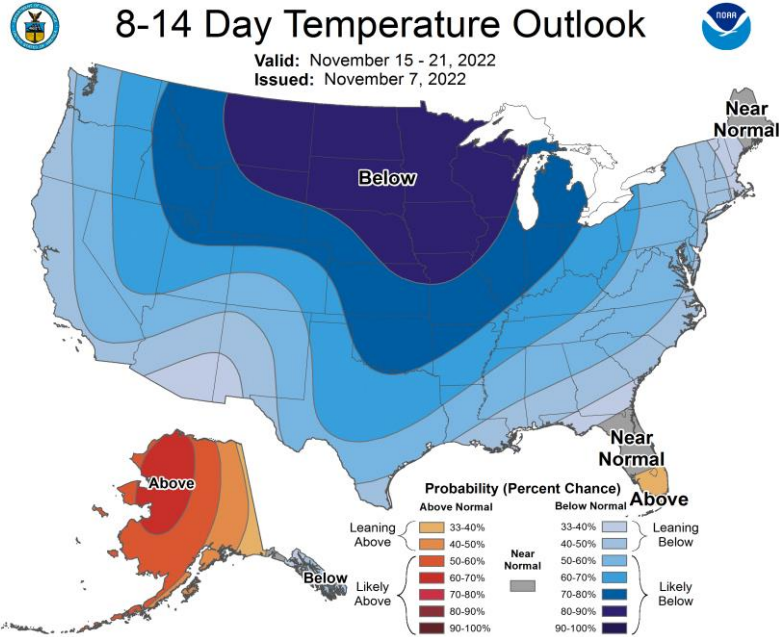 8-14 Day Temperature Outlook
NOAA
Valid: November 15 - 21, 2022
Issued: November 7, 2022
Near
Normal
Below
Near
Normal
Above
Above
Below
Probability (Percent Chance)
Above Normal
Below Normal
Leaning
Above
33-40%
40-50%
Likely
Above
50-60%
60-70%
70-80%
80-90%
90-100%
Near
Normal
33-40%
40-50%
Leaning
Below
50-60%
60-70%
70-80%
80-90%
90-100%
Likely
Below